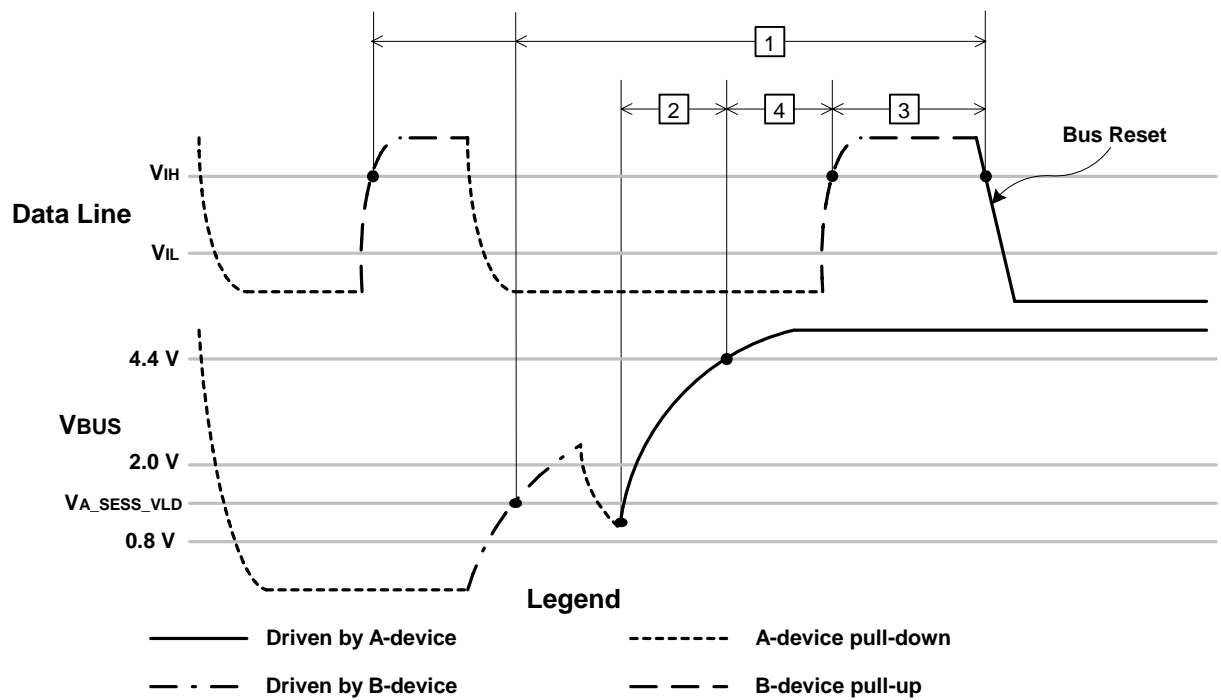 1
2
4
3
Bus Reset
VIH
Data Line
VIL
4.4 V
VBUS
2.0 V
VA_SESS_VLD
0.8 V
Legend
Driven by A-device
A-device pull-down
Driven by B-device
B-device pull-up